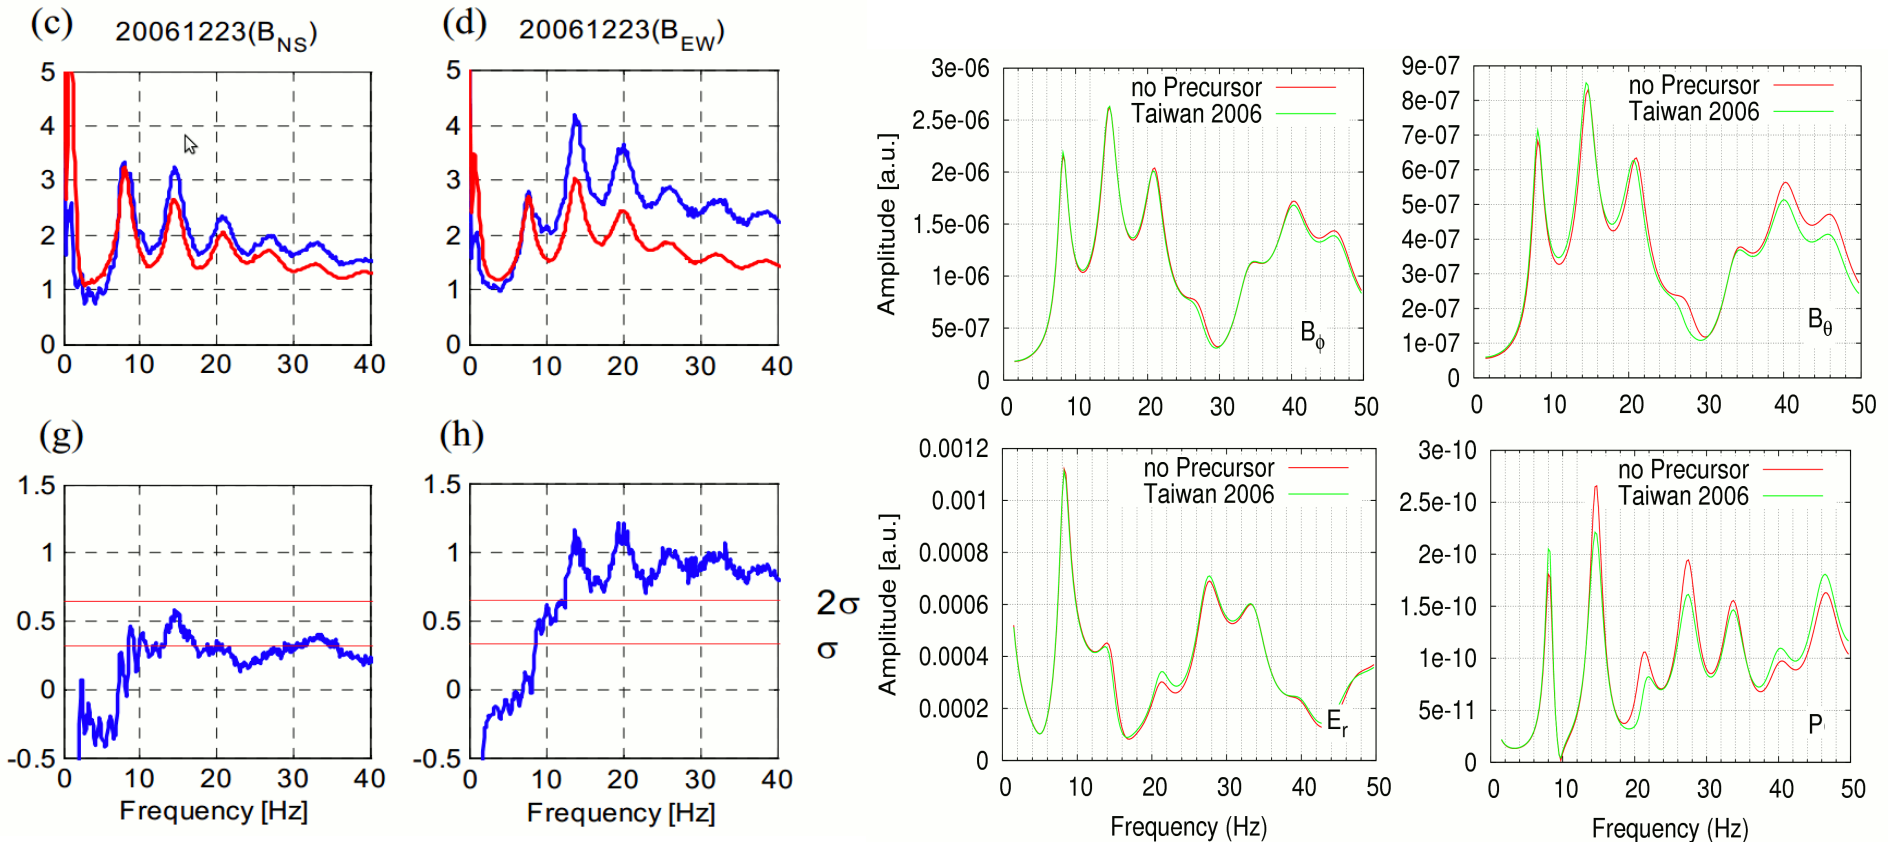 (c) 20061223(B_NS)
5
4
3
2
1
0
0 10 20 30 40
(d) 20061223(B_EW)
5
4
3
2
1
0
0 10 20 30 40
(g)
1.5
1
0.5
0
-0.5
0 10 20 30 40
Frequency [Hz]
(h)
1.5
1
0.5
0
-0.5
0 10 20 30 40
Frequency [Hz]
2σ
σ
Amplitude [a.u.]
3e-06
2.5e-06
2e-06
1.5e-06
1e-06
5e-07
0
no Precursor
Taiwan 2006
Bϕ
0 10 20 30 40 50
9e-07
8e-07
7e-07
6e-07
5e-07
4e-07
3e-07
2e-07
1e-07
0
no Precursor
Taiwan 2006
Bθ
0 10 20 30 40 50
Amplitude [a.u.]
0.0012
0.001
0.0008
0.0006
0.0004
0.0002
0
no Precursor
Taiwan 2006
Er
0 10 20 30 40 50
Frequency (Hz)
3e-10
2.5e-10
2e-10
1.5e-10
1e-10
5e-11
0
no Precursor
Taiwan 2006
P
0 10 20 30 40 50
Frequency (Hz)